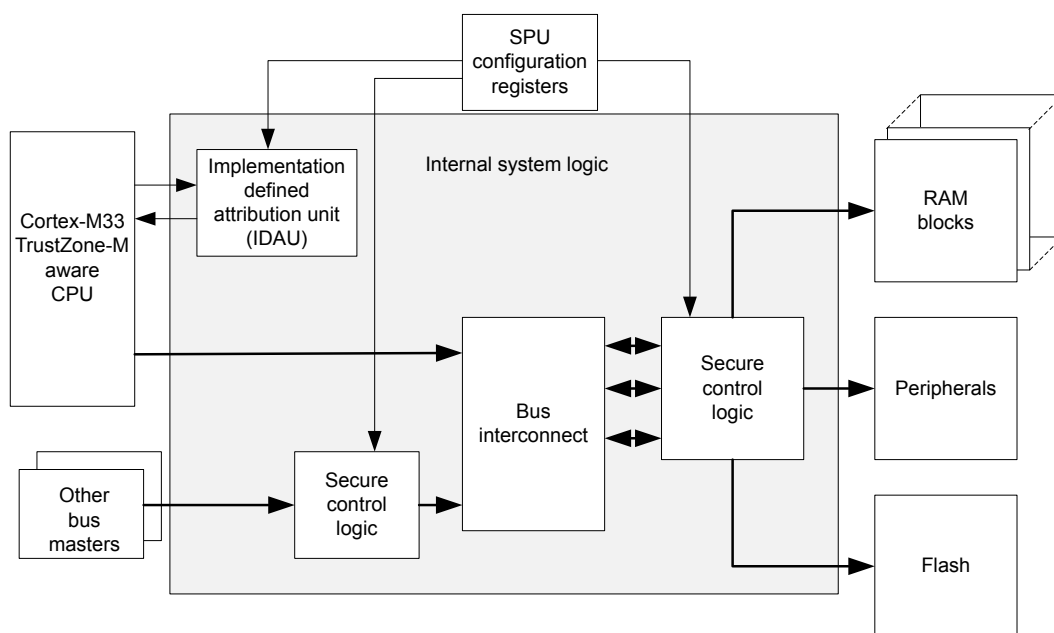 SPU
configuration
registers
Internal system logic
Implementation
defined
attribution unit
(IDAU)
Cortex-M33
TrustZone-M
aware
CPU
RAM
blocks
Bus
interconnect
Secure
control
logic
Peripherals
Other
bus
masters
Secure
control
logic
Flash